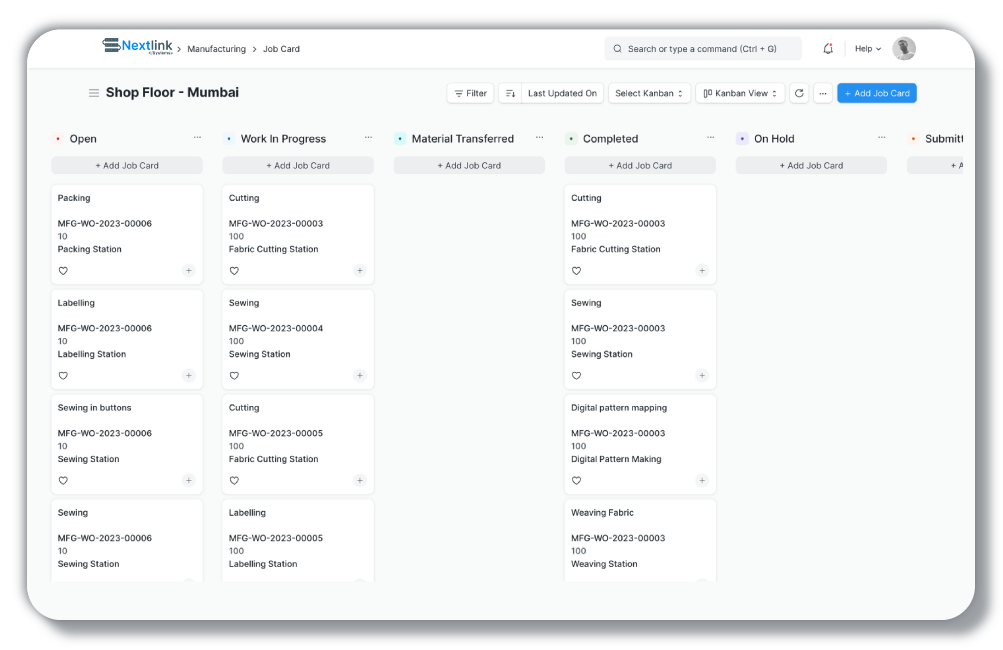 Nextlink
Manufacturing
Job Card
Search or type a command (Ctrl + G)
Help
Shop Floor - Mumbai
Filter
Last Updated On
Select Kanban
Kanban View
...
+ Add Job Card
Open
...
+ Add Job Card
Packing
MFG-WO-2023-00006
10
Packing Station
Labelling
MFG-WO-2023-00006
10
Labelling Station
Sewing in buttons
MFG-WO-2023-00006
10
Sewing Station
Sewing
MFG-WO-2023-00006
10
Sewing Station
Work In Progress
...
+ Add Job Card
Cutting
MFG-WO-2023-00003
100
Fabric Cutting Station
Sewing
MFG-WO-2023-00004
100
Sewing Station
Cutting
MFG-WO-2023-00005
100
Fabric Cutting Station
Labelling
MFG-WO-2023-00005
100
Labelling Station
Material Transferred
...
+ Add Job Card
Completed
...
+ Add Job Card
Cutting
MFG-WO-2023-00003
100
Fabric Cutting Station
Sewing
MFG-WO-2023-00003
100
Sewing Station
Digital pattern mapping
MFG-WO-2023-00003
100
Digital Pattern Making
Weaving Fabric
MFG-WO-2023-00003
100
Weaving Station
On Hold
...
+ Add Job Card
Submitt
+ A